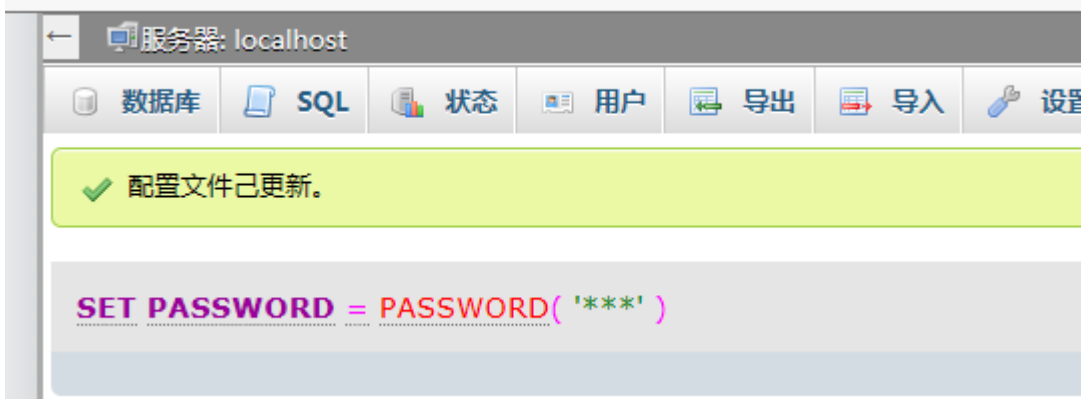 ← 服务器: localhost
数据库 SQL 状态 用户 导出 导入 设置
配置文件己更新。
SET PASSWORD = PASSWORD( '***' )